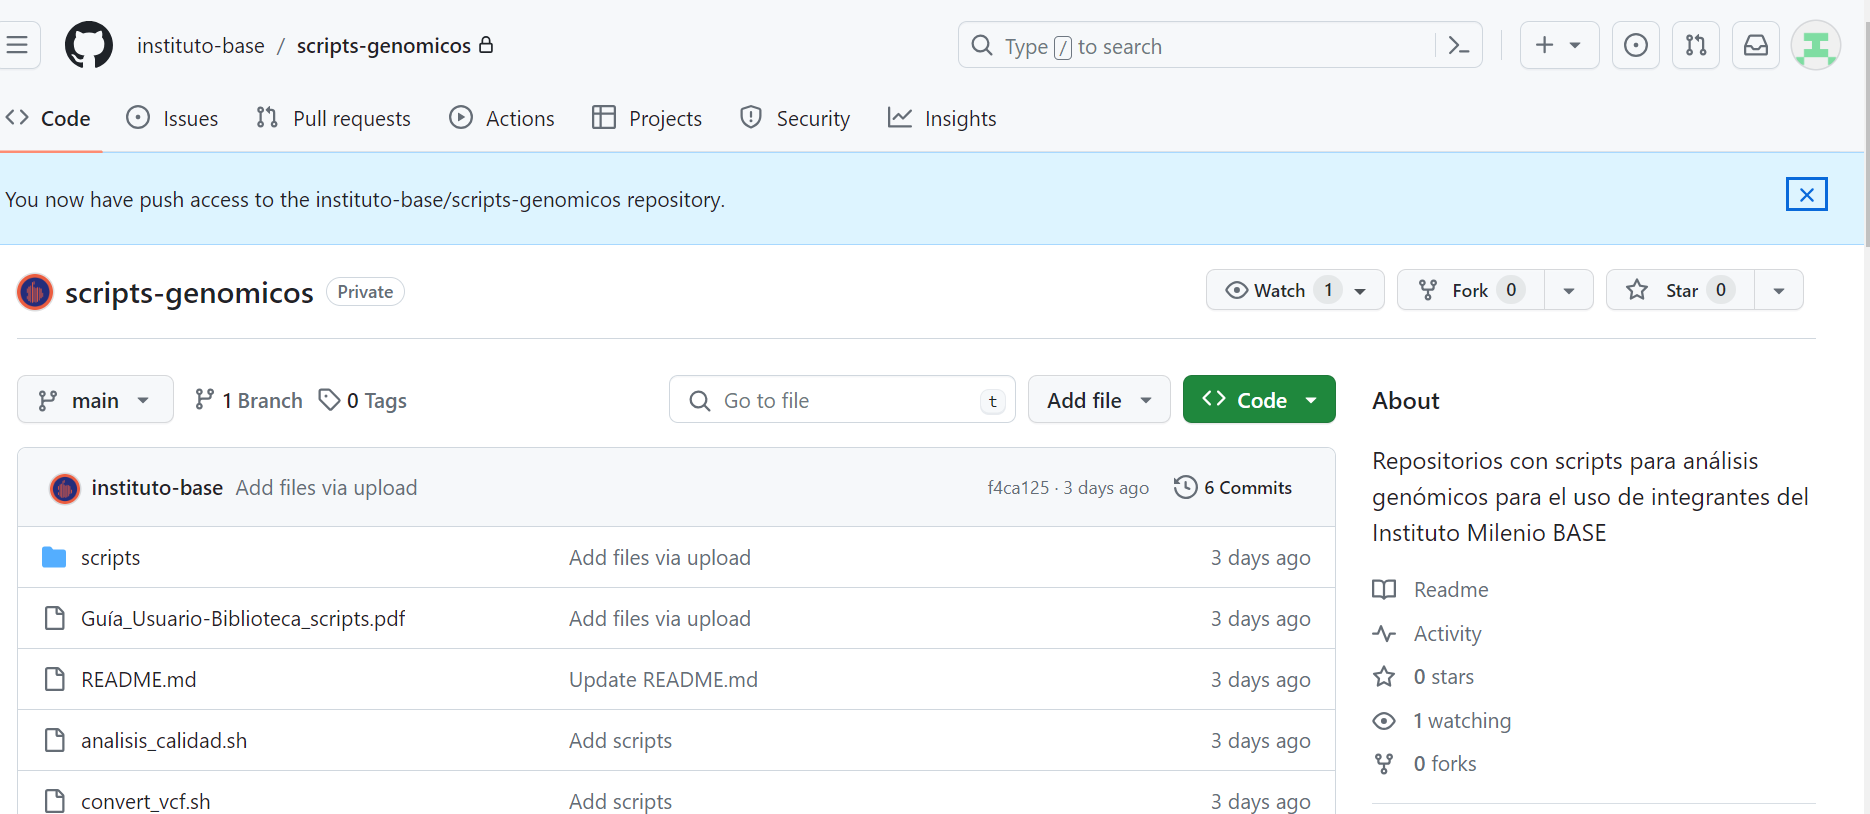 instituto-base / scripts-genomicos
Type / to search
Code Issues Pull requests Actions Projects Security Insights
You now have push access to the instituto-base/scripts-genomicos repository.
scripts-genomicos Private
Watch 1 Fork 0 Star 0
main 1 Branch 0 Tags Go to file t Add file Code
About
Repositorios con scripts para análisis
genómicos para el uso de integrantes del
Instituto Milenio BASE
Readme
Activity
0 stars
1 watching
0 forks
instituto-base Add files via upload f4ca125 · 3 days ago 6 Commits
scripts Add files via upload 3 days ago
Guía_Usuario-Biblioteca_scripts.pdf Add files via upload 3 days ago
README.md Update README.md 3 days ago
analisis_calidad.sh Add scripts 3 days ago
convert_vcf.sh Add scripts 3 days ago